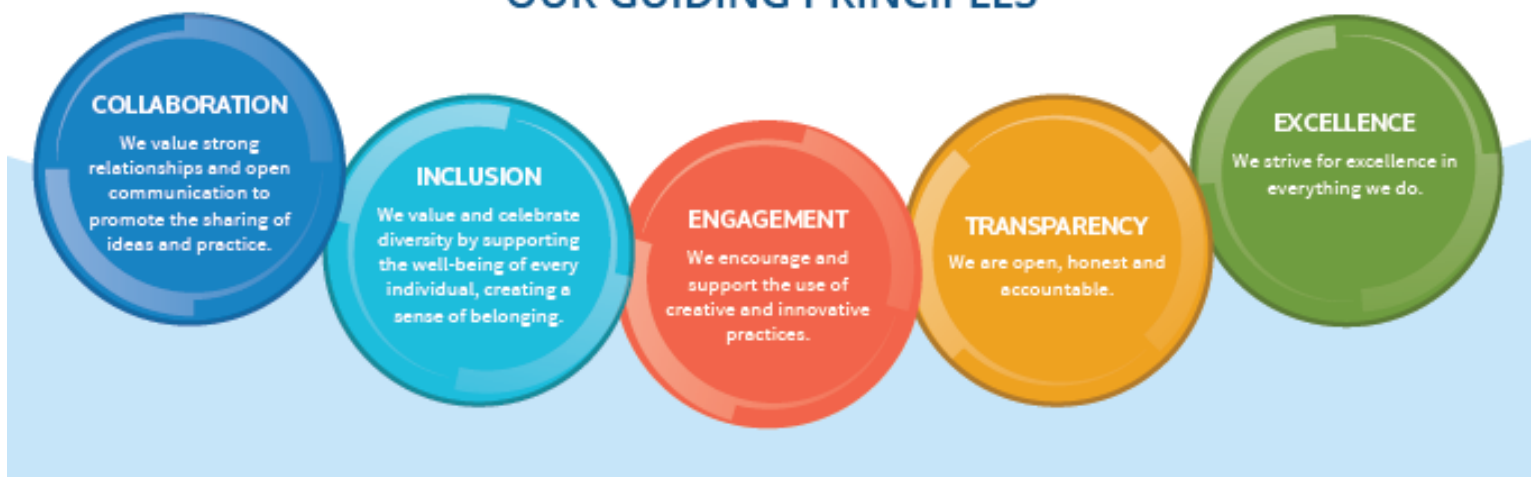 OUR GUIDING PRINCIPLES
COLLABORATION
We value strong
relationships and open
communication to
promote the sharing of
ideas and practice.
INCLUSION
We value and celebrate
diversity by supporting
the well-being of every
individual, creating a
sense of belonging.
ENGAGEMENT
We encourage and
support the use of
creative and innovative
practices.
TRANSPARENCY
We are open, honest and
accountable.
EXCELLENCE
We strive for excellence in
everything we do.